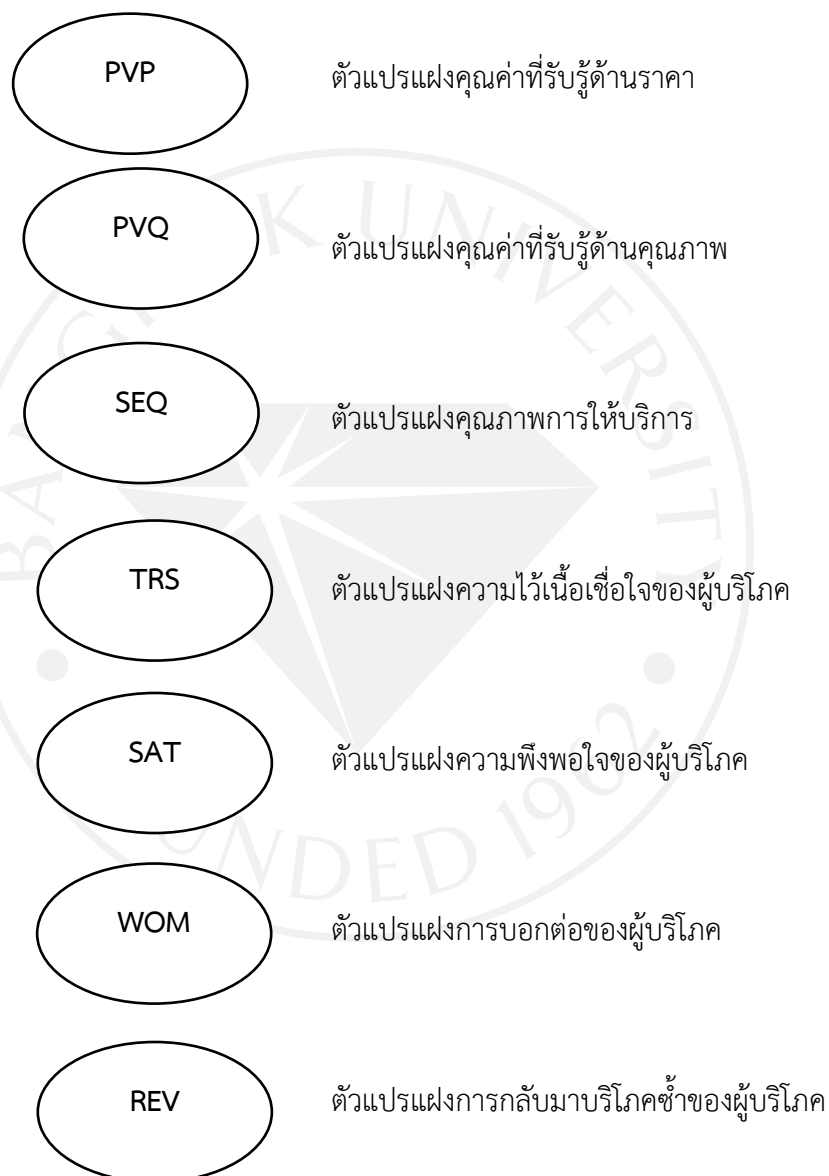 PVP ตัวแปรแฝงคุณค่าที่รับรู้ด้านราคา
PVQ ตัวแปรแฝงคุณค่าที่รับรู้ด้านคุณภาพ
SEQ ตัวแปรแฝงคุณภาพการให้บริการ
TRS ตัวแปรแฝงความไว้เนื้อเชื่อใจของผู้บริโภค
SAT ตัวแปรแฝงความพึงพอใจของผู้บริโภค
WOM ตัวแปรแฝงการบอกต่อของผู้บริโภค
REV ตัวแปรแฝงการกลับมาบริโภคซ้ำของผู้บริโภค